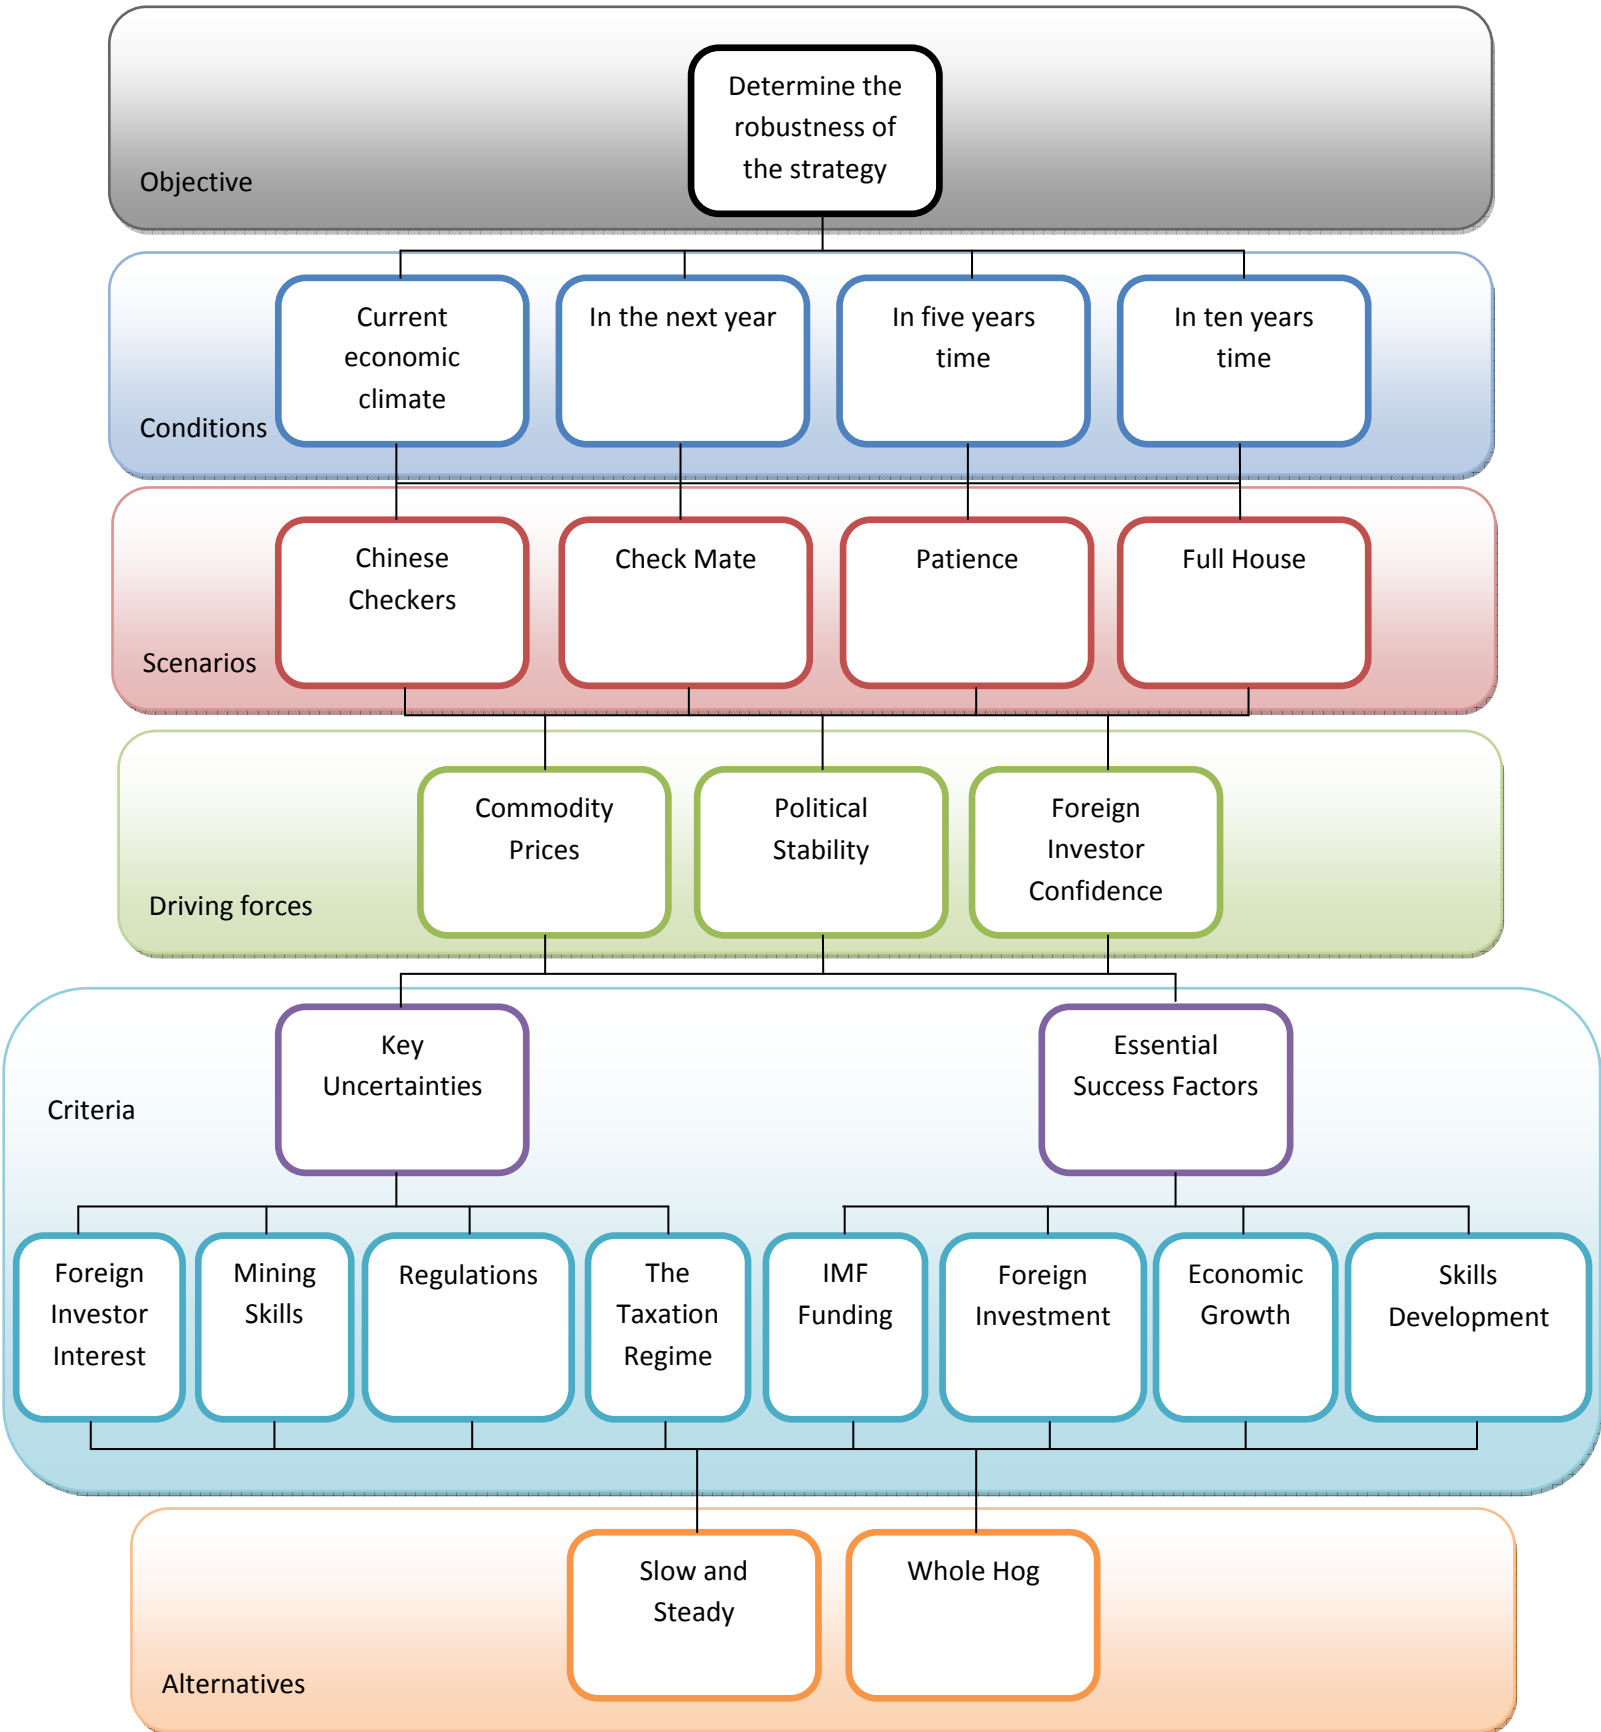 Determine the
robustness of
the strategy
Objective
Current
economic
climate
In the next year
In five years
time
In ten years
time
Conditions
Chinese
Checkers
Check Mate
Patience
Full House
Scenarios
Commodity
Prices
Political
Stability
Foreign
Investor
Confidence
Driving forces
Key
Uncertainties
Essential
Success Factors
Criteria
Foreign
Investor
Interest
Mining
Skills
Regulations
The
Taxation
Regime
IMF
Funding
Foreign
Investment
Economic
Growth
Skills
Development
Slow and
Steady
Whole Hog
Alternatives